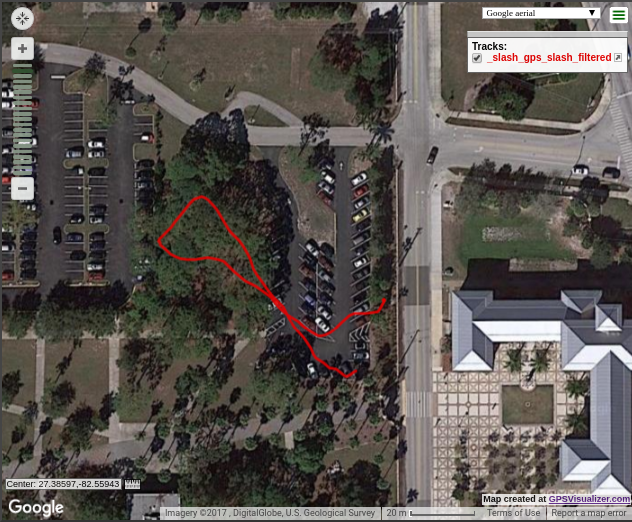 Google aerial ▼
Tracks:
_slash_gps_slash_filtered
Center: 27.38597,-82.55943
Map created at GPSVisualizer.com
Google
Imagery ©2017 , DigitalGlobe, U.S. Geological Survey
20 m
Terms of Use
Report a map error